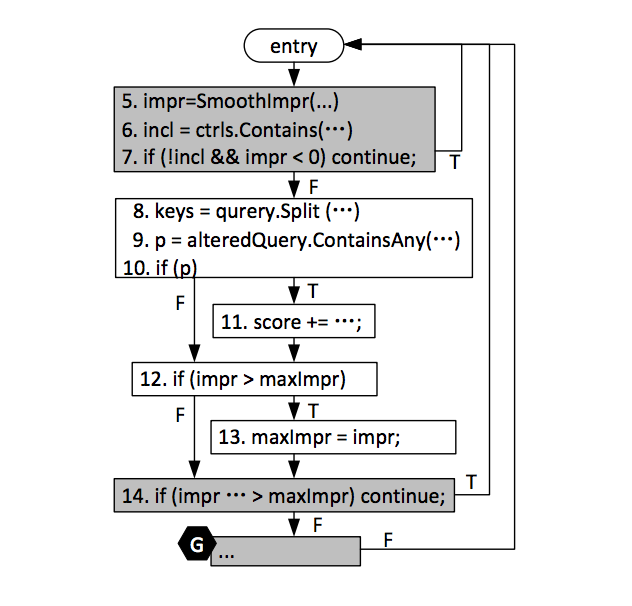 entry
5. impr=SmoothImpr(...)
6. incl = ctrls.Contains(⋯)
7. if (!incl && impr < 0) continue;
T
F
8. keys = qurery.Split (⋯)
9. p = alteredQuery.ContainsAny(⋯)
10. if (p)
F
T
11. score += ⋯;
12. if (impr > maxImpr)
F
T
13. maxImpr = impr;
14. if (impr ⋯ > maxImpr) continue;
T
F
G
...
F